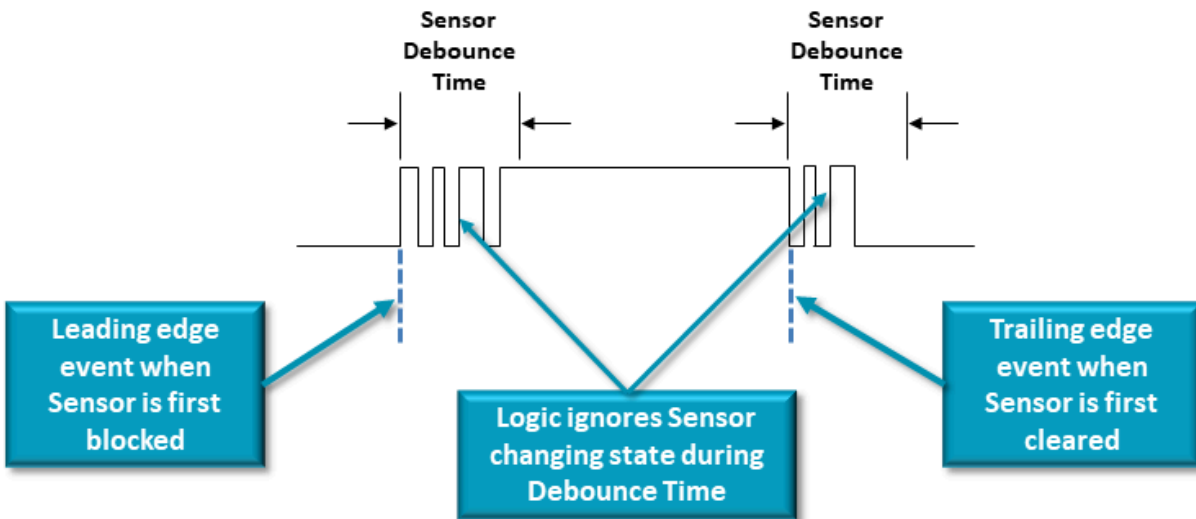 Sensor
Debounce
Time
Sensor
Debounce
Time
Leading edge
event when
Sensor is first
blocked
Logic ignores Sensor
changing state during
Debounce Time
Trailing edge
event when
Sensor is first
cleared